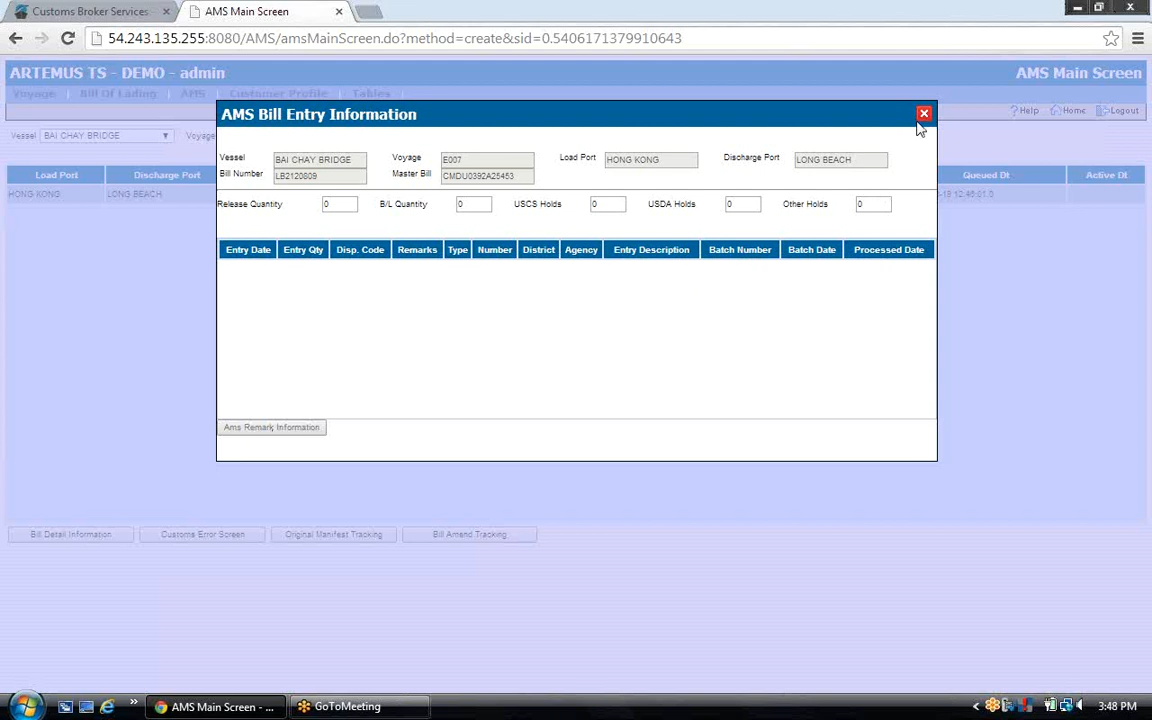 Customs Broker Services
AMS Main Screen
54.243.135.255:8080/AMS/amsMainScreen.do?method=create&sid=0.5406171379910643
ARTEMUS TS - DEMO - admin
AMS Main Screen
Voyage Bill Of Lading AMS Customer Profile Tables
Help Home Logout
Vessel BAI CHAY BRIDGE Voyage
Load Port Discharge Port Queued Dt Active Dt
HONG KONG LONG BEACH
AMS Bill Entry Information
Vessel BAI CHAY BRIDGE Voyage E007 Load Port HONG KONG Discharge Port LONG BEACH
Bill Number LB2120809 Master Bill CMDU0392A25453
Release Quantity 0 B/L Quantity 0 USCS Holds 0 USDA Holds 0 Other Holds 0
Entry Date Entry Qty Disp. Code Remarks Type Number District Agency Entry Description Batch Number Batch Date Processed Date
Ams Remark Information
Bill Detail Information Customs Error Screen Original Manifest Tracking Bill Amend Tracking
AMS Main Screen - ... GoToMeeting 3:48 PM